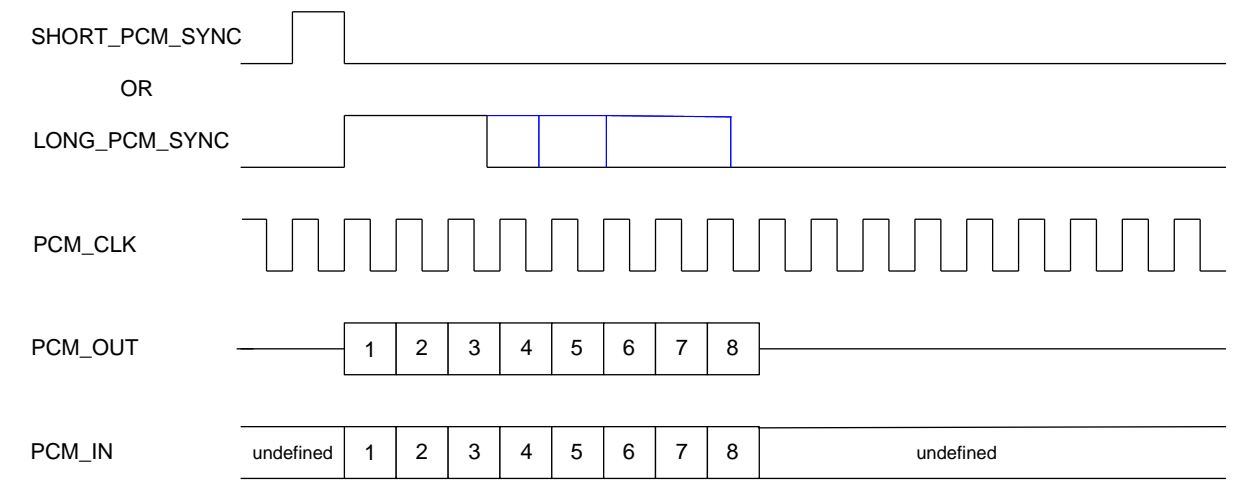 SHORT_PCM_SYNC
OR
LONG_PCM_SYNC
PCM_CLK
PCM_OUT 1 2 3 4 5 6 7 8
PCM_IN undefined 1 2 3 4 5 6 7 8 undefined